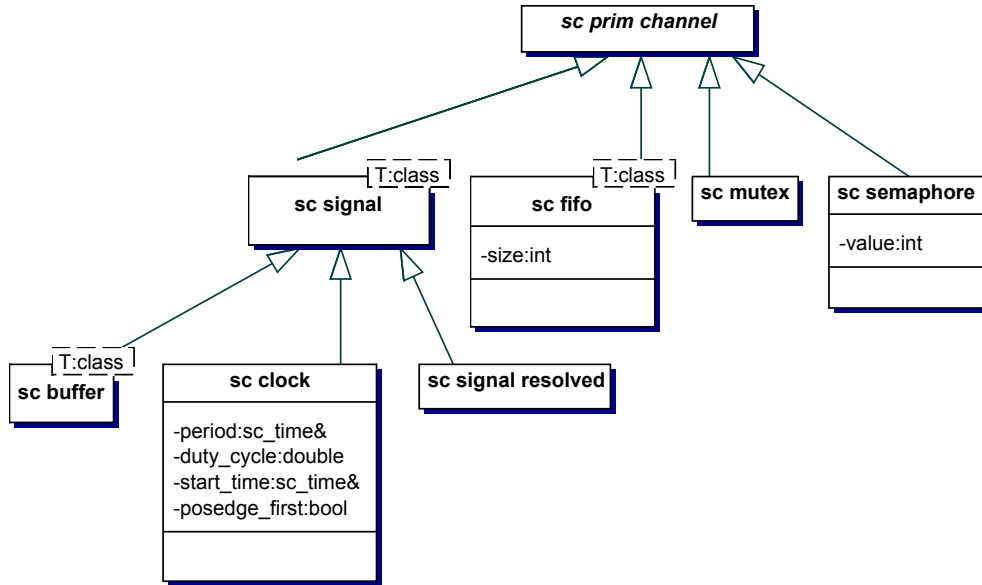 sc prim channel
T:class
sc signal
T:class
sc fifo
-size:int
sc mutex
sc semaphore
-value:int
T:class
sc buffer
sc clock
-period:sc_time&
-duty_cycle:double
-start_time:sc_time&
-posedge_first:bool
sc signal resolved